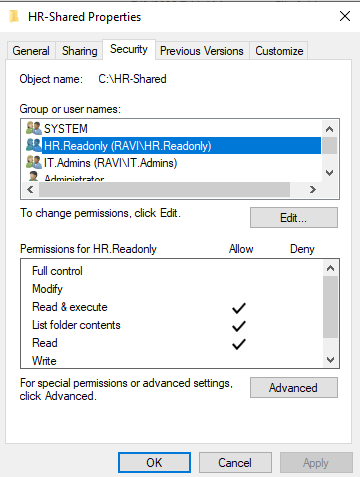 HR-Shared Properties
General Sharing Security Previous Versions Customize
Object name: C:\HR-Shared
Group or user names:
SYSTEM
HR.Readonly (RAVI\HR.Readonly)
IT.Admins (RAVI\IT.Admins)
Administrator
To change permissions, click Edit.
Edit...
Permissions for HR.Readonly Allow Deny
Full control
Modify
Read & execute
List folder contents
Read
Write
For special permissions or advanced settings,
click Advanced.
Advanced
OK Cancel Apply